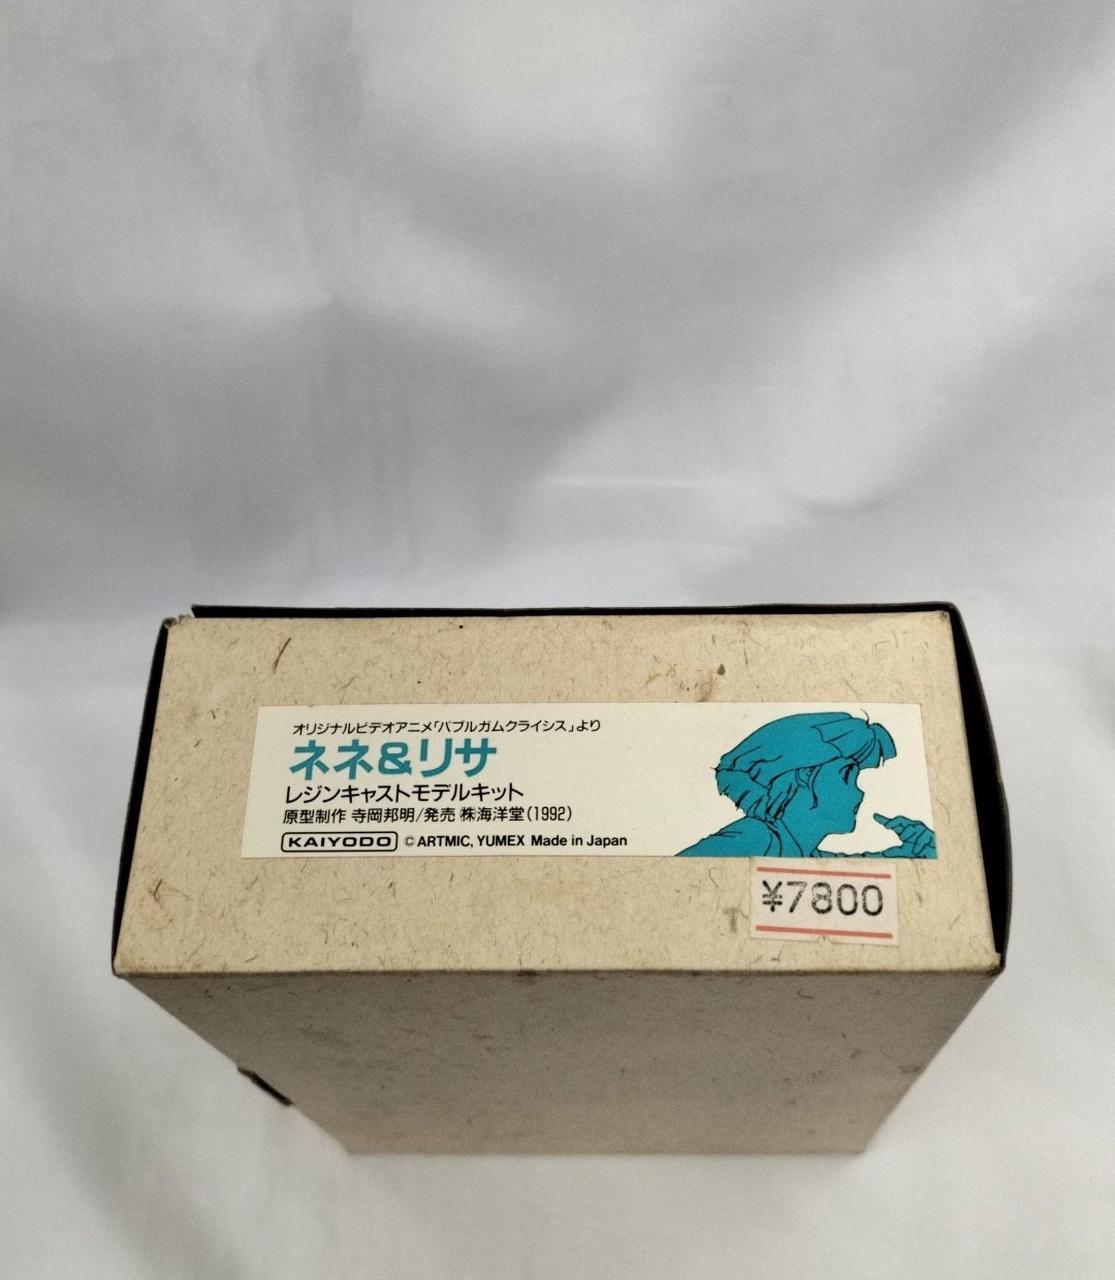 オリジナルビデオアニメ「バブルガムクライシス」より
ネネ&リサ
レジンキャストモデルキット
原型制作 寺岡邦明/発売 ㈱海洋堂(1992)
KAIYODO © ARTMIC, YUMEX Made in Japan
¥7800